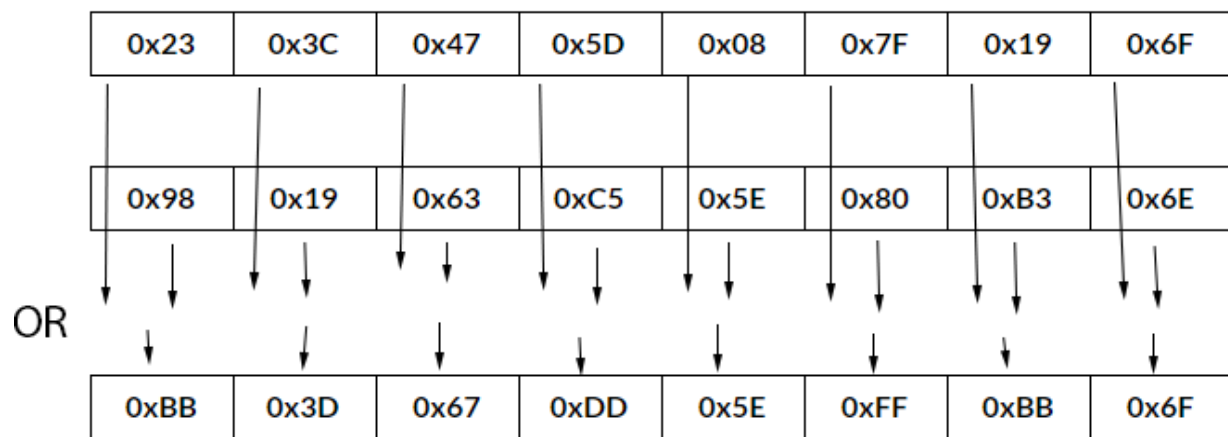 0x23 0x3C 0x47 0x5D 0x08 0x7F 0x19 0x6F
0x98 0x19 0x63 0xC5 0x5E 0x80 0xB3 0x6E
OR
0xBB 0x3D 0x67 0xDD 0x5E 0xFF 0xBB 0x6F